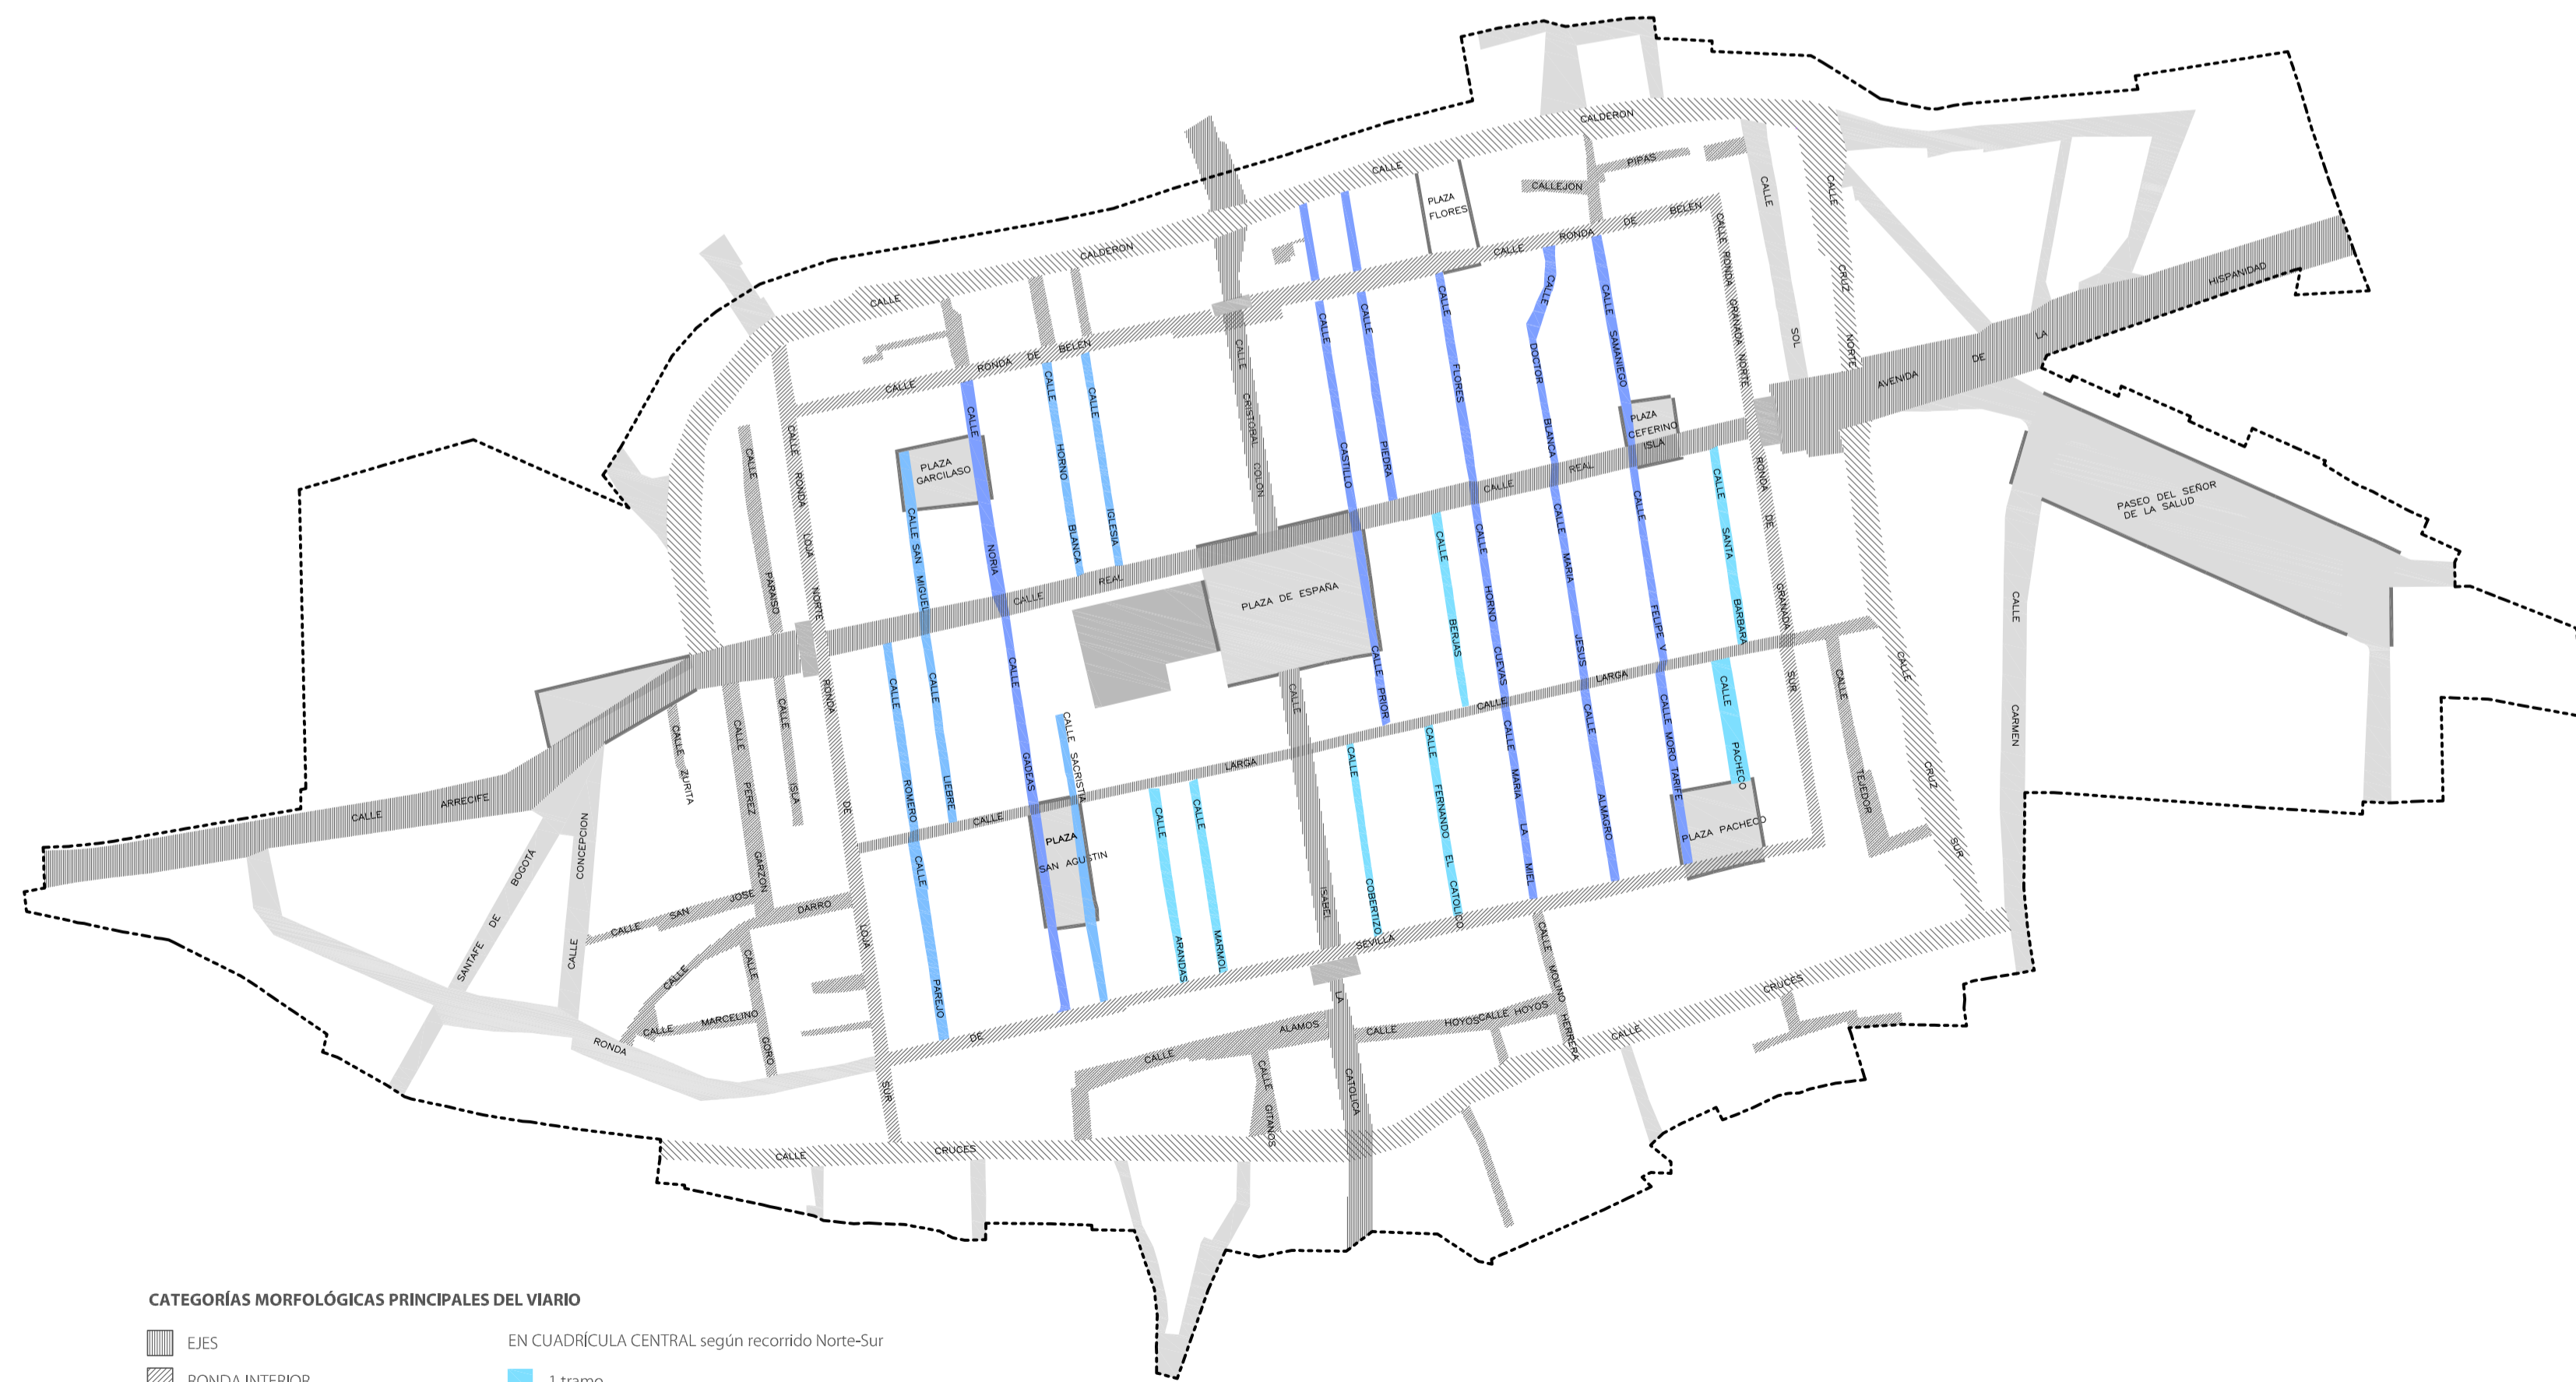 CALLE CALDERON
CALLE CALDERON
PLAZA
FLORES
PIPAS
CALLEJON
CALLE RONDA DE BELEN
CALLE RONDA DE BELEN
CALLE RONDA GRANADA NORTE
CALLE SOL
CALLE CRUZ NORTE
AVENIDA DE LA HISPANIDAD
PASEO DEL SEÑOR
DE LA SALUD
CALLE CARMEN
CALLE CRISTORAL COLON
CALLE CASTILLO
CALLE PIEDRA
CALLE FLORES
CALLE DOCTOR BLANCA
CALLE SAMANIEGO
PLAZA
CEFERINO
ISLA
CALLE REAL
CALLE REAL
CALLE NORIA
PLAZA
GARCILASO
CALLE HORNO BLANCA
CALLE IGLESIA
CALLE SAN MIGUEL
CALLE PARAISO
CALLE RONDA LOJA NORTE
PLAZA DE ESPAÑA
CALLE PRIOR
CALLE BERJAS
CALLE HORNO CUEVAS
CALLE MARIA JESUS
CALLE FELIPE V
CALLE SANTA BARBARA
RONDA DE GRANADA SUR
CALLE CRUZ SUR
CALLE TEJEDOR
CALLE ARRECIFE
CALLE ZURITA
CALLE PEREZ GARZON
CALLE ISLA
RONDA DE LOJA SUR
CALLE ROMERO
CALLE LIEBRE
CALLE GADEAS
CALLE SACRISTIA
CALLE LARGA
CALLE LARGA
PLAZA
SAN AGUSTIN
CALLE PAREJO
CALLE ARANDAS
CALLE MARMOL
CALLE ISABEL LA CATOLICA
CALLE COBERTIZO
CALLE FERNANDO EL CATOLICO
CALLE MARIA LA MIEL
CALLE ALMAGRO
CALLE MORO TARIFE
CALLE PACHECO
PLAZA PACHECO
SANTAFE DE BOGOTÁ
CALLE CONCEPCION
CALLE SAN JOSE
DARRO
CALLE MARCELINO
CALLE
CALLE GORO
RONDA DE SEVILLA
CALLE ALAMOS
CALLE GITANOS
CALLE HOYOS
CALLE HOYOS
CALLE MOLINO HERRERA
CALLE CRUCES
CALLE CRUCES
CATEGORÍAS MORFOLÓGICAS PRINCIPALES DEL VIARIO
EJES
EN CUADRÍCULA CENTRAL según recorrido Norte-Sur
RONDA INTERIOR
1 tramo